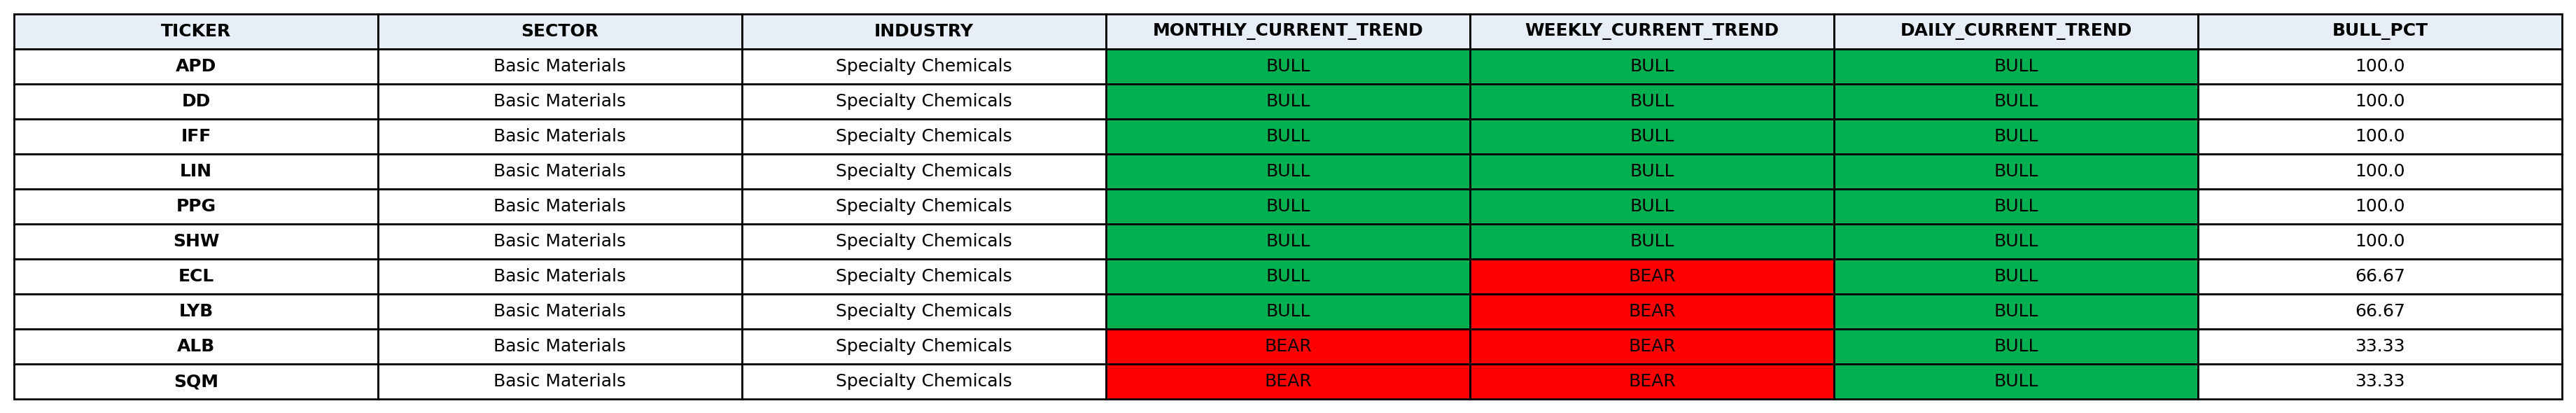 TICKER SECTOR INDUSTRY MONTHLY_CURRENT_TREND WEEKLY_CURRENT_TREND DAILY_CURRENT_TREND BULL_PCT
APD Basic Materials Specialty Chemicals BULL BULL BULL 100.0
DD Basic Materials Specialty Chemicals BULL BULL BULL 100.0
IFF Basic Materials Specialty Chemicals BULL BULL BULL 100.0
LIN Basic Materials Specialty Chemicals BULL BULL BULL 100.0
PPG Basic Materials Specialty Chemicals BULL BULL BULL 100.0
SHW Basic Materials Specialty Chemicals BULL BULL BULL 100.0
ECL Basic Materials Specialty Chemicals BULL BEAR BULL 66.67
LYB Basic Materials Specialty Chemicals BULL BEAR BULL 66.67
ALB Basic Materials Specialty Chemicals BEAR BEAR BULL 33.33
SQM Basic Materials Specialty Chemicals BEAR BEAR BULL 33.33